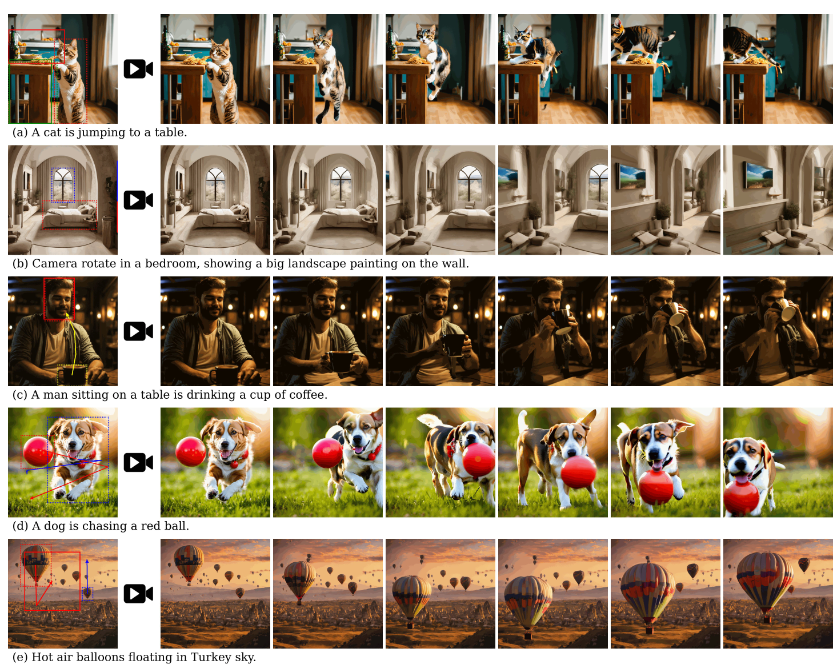 (a) A cat is jumping to a table.
(b) Camera rotate in a bedroom, showing a big landscape painting on the wall.
(c) A man sitting on a table is drinking a cup of coffee.
(d) A dog is chasing a red ball.
(e) Hot air balloons floating in Turkey sky.